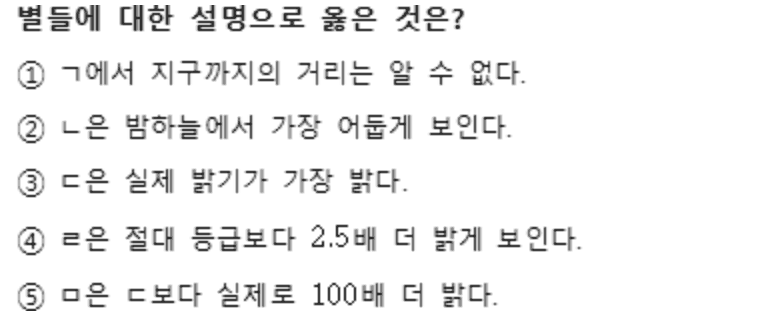 별들에 대한 설명으로 옳은 것은?
① ㄱ에서 지구까지의 거리는 알 수 없다.
② ㄴ은 밤하늘에서 가장 어둡게 보인다.
③ ㄷ은 실제 밝기가 가장 밝다.
④ ㄹ은 절대 등급보다 2.5배 더 밝게 보인다.
⑤ ㅁ은 ㄷ보다 실제로 100배 더 밝다.